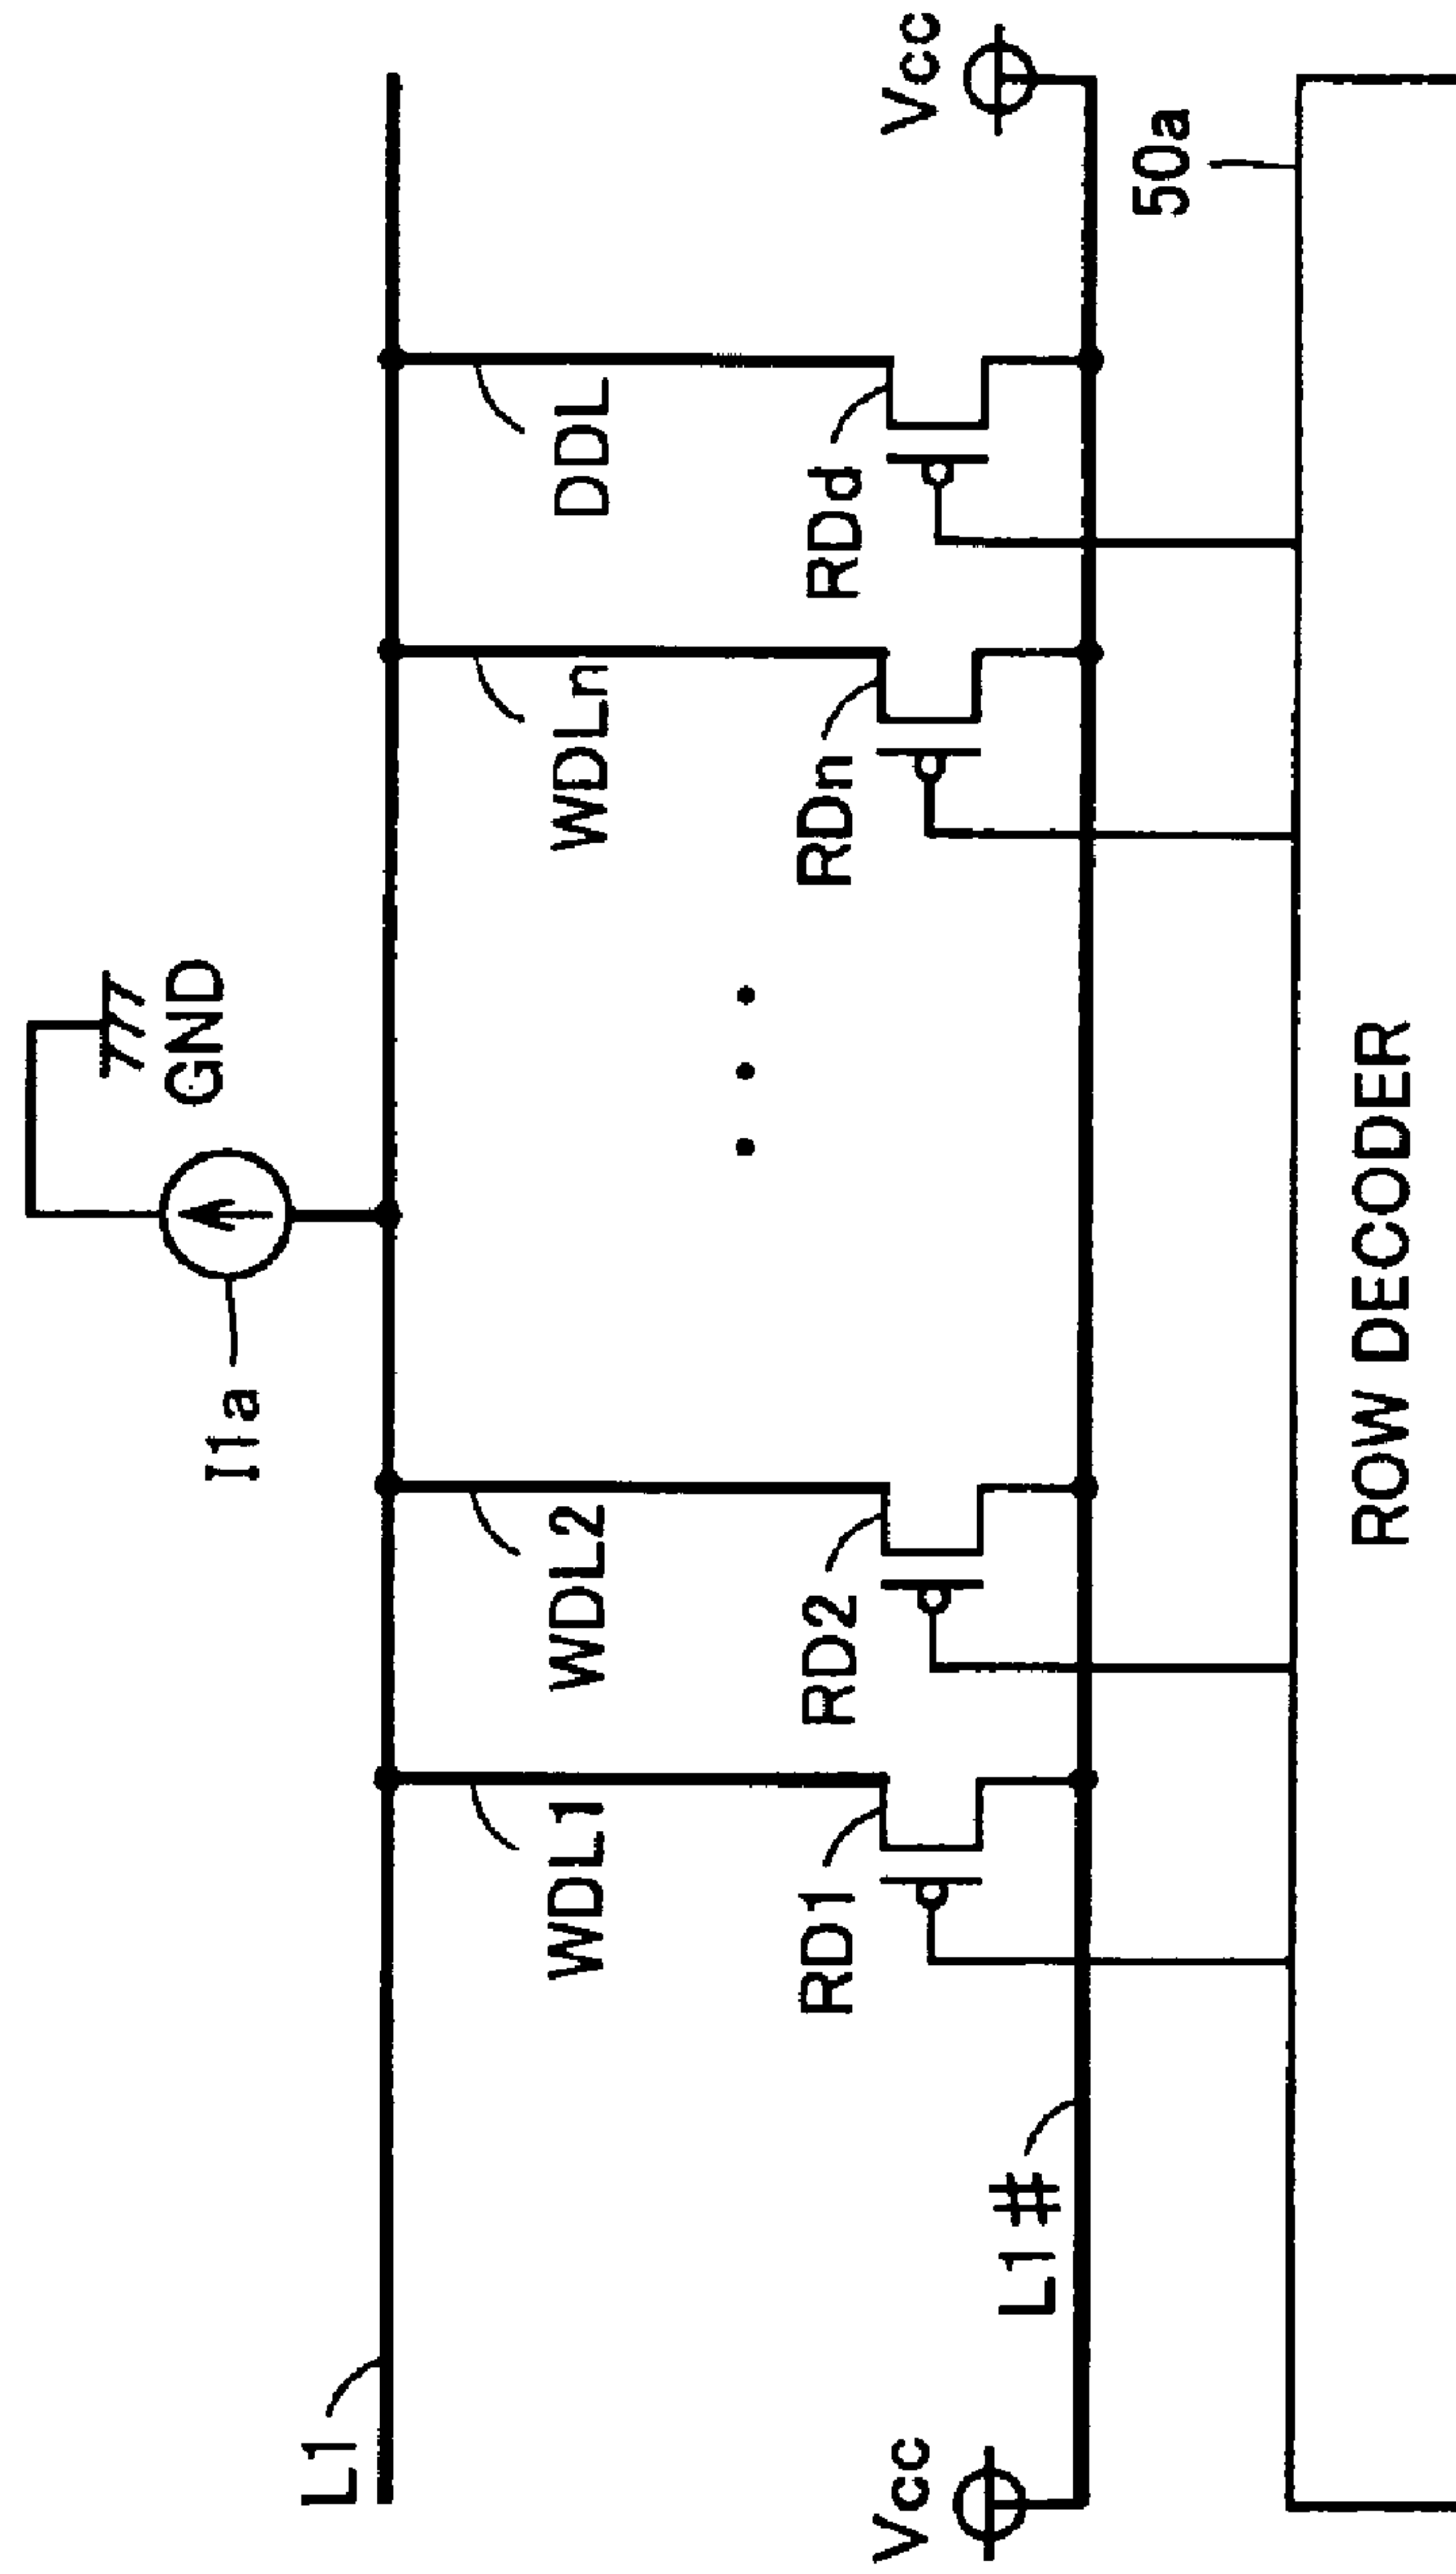 GND
I1a
L1
WDL1
WDL2
WDLn
DDL
RD1
RD2
RDn
RDd
Vcc
L1#
Vcc
50a
ROW DECODER